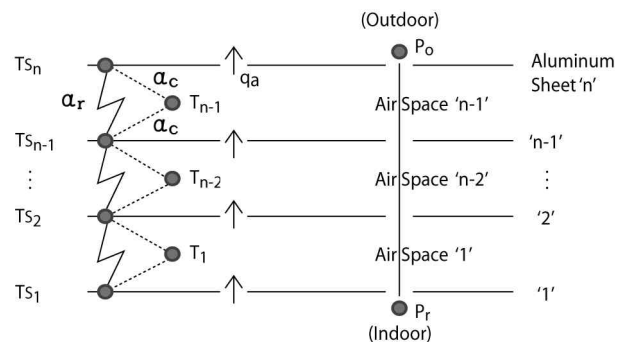 (Outdoor)
TSn Po Aluminum Sheet 'n'
αc qa
αr Tn-1 Air Space 'n-1'
αc
TSn-1 'n-1'
⋮ Tn-2 Air Space 'n-2' ⋮
TS2 '2'
T1 Air Space '1'
TS1 '1'
Pr
(Indoor)